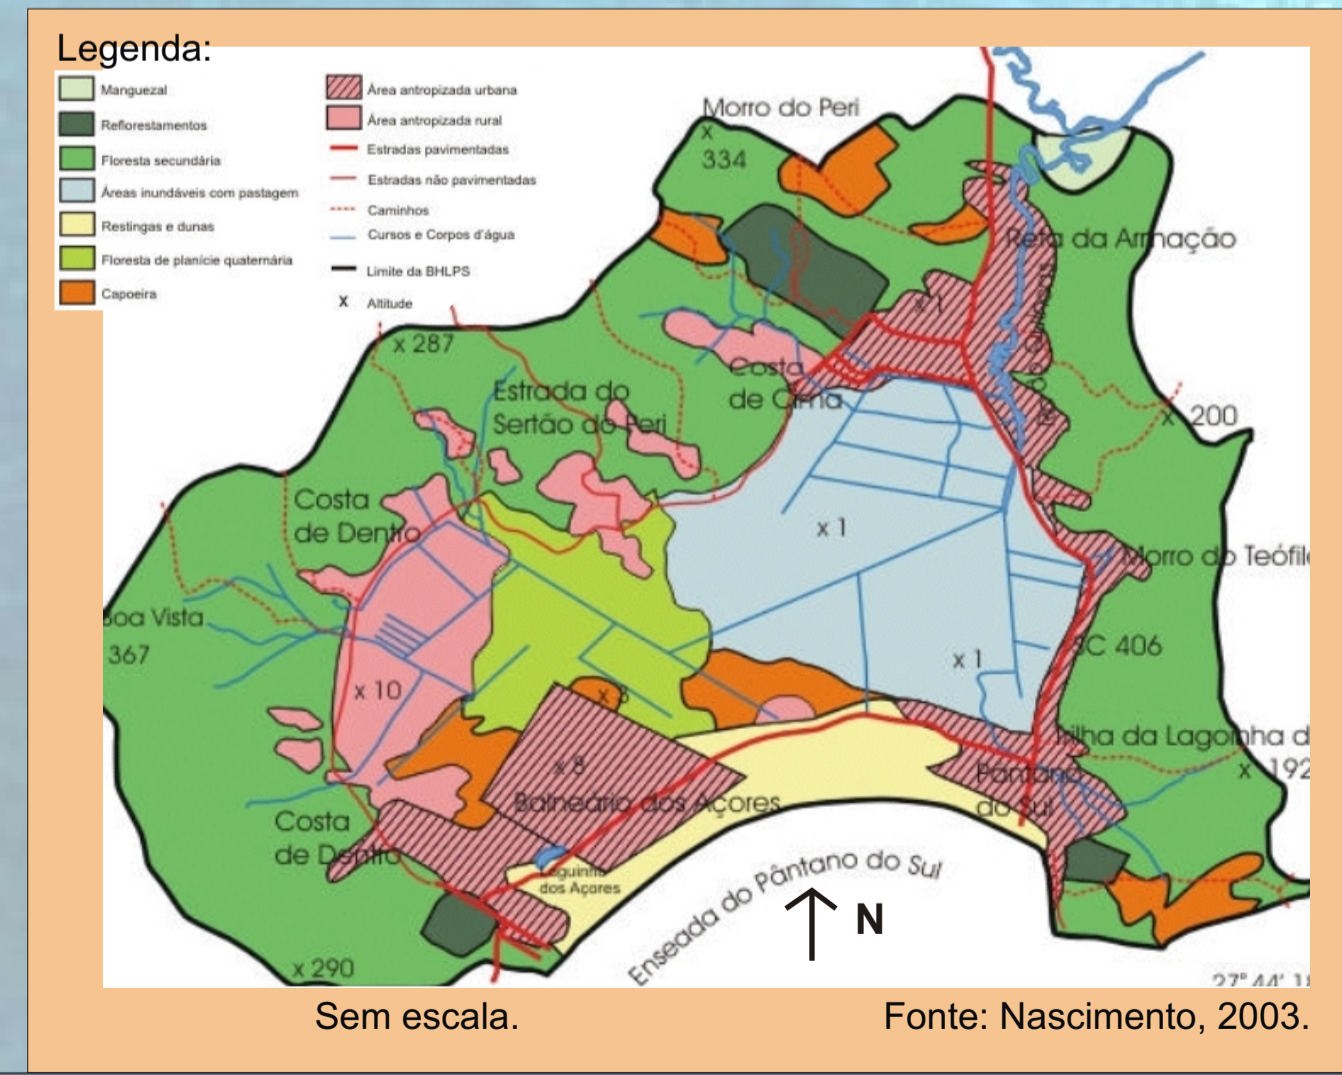 Legenda:
Manguezal
Reflorestamentos
Floresta secundária
Áreas inundáveis com pastagem
Restingas e dunas
Floresta de planície quaternária
Capoeira
Área antropizada urbana
Área antropizada rural
Estradas pavimentadas
Estradas não pavimentadas
Caminhos
Cursos e Corpos d'água
Limite da BHLPS
X Altitude
Morro do Peri
x
334
Reta da Armação
x 1
x 287
Costa
de Cima
Estrada do
Sertão do Peri
x 200
Costa
de Dentro
x 1
Morro do Teófil
Boa Vista
367
SC 406
x 1
x 10
x 8
x 8
Trilha da Lagoinha d
x 192
Pântano
do Sul
Balneário dos Açores
Costa
de Dentro
Laguinho
dos Açores
Enseada do Pântano do Sul
N
x 290
27° 44' 18
Sem escala.
Fonte: Nascimento, 2003.